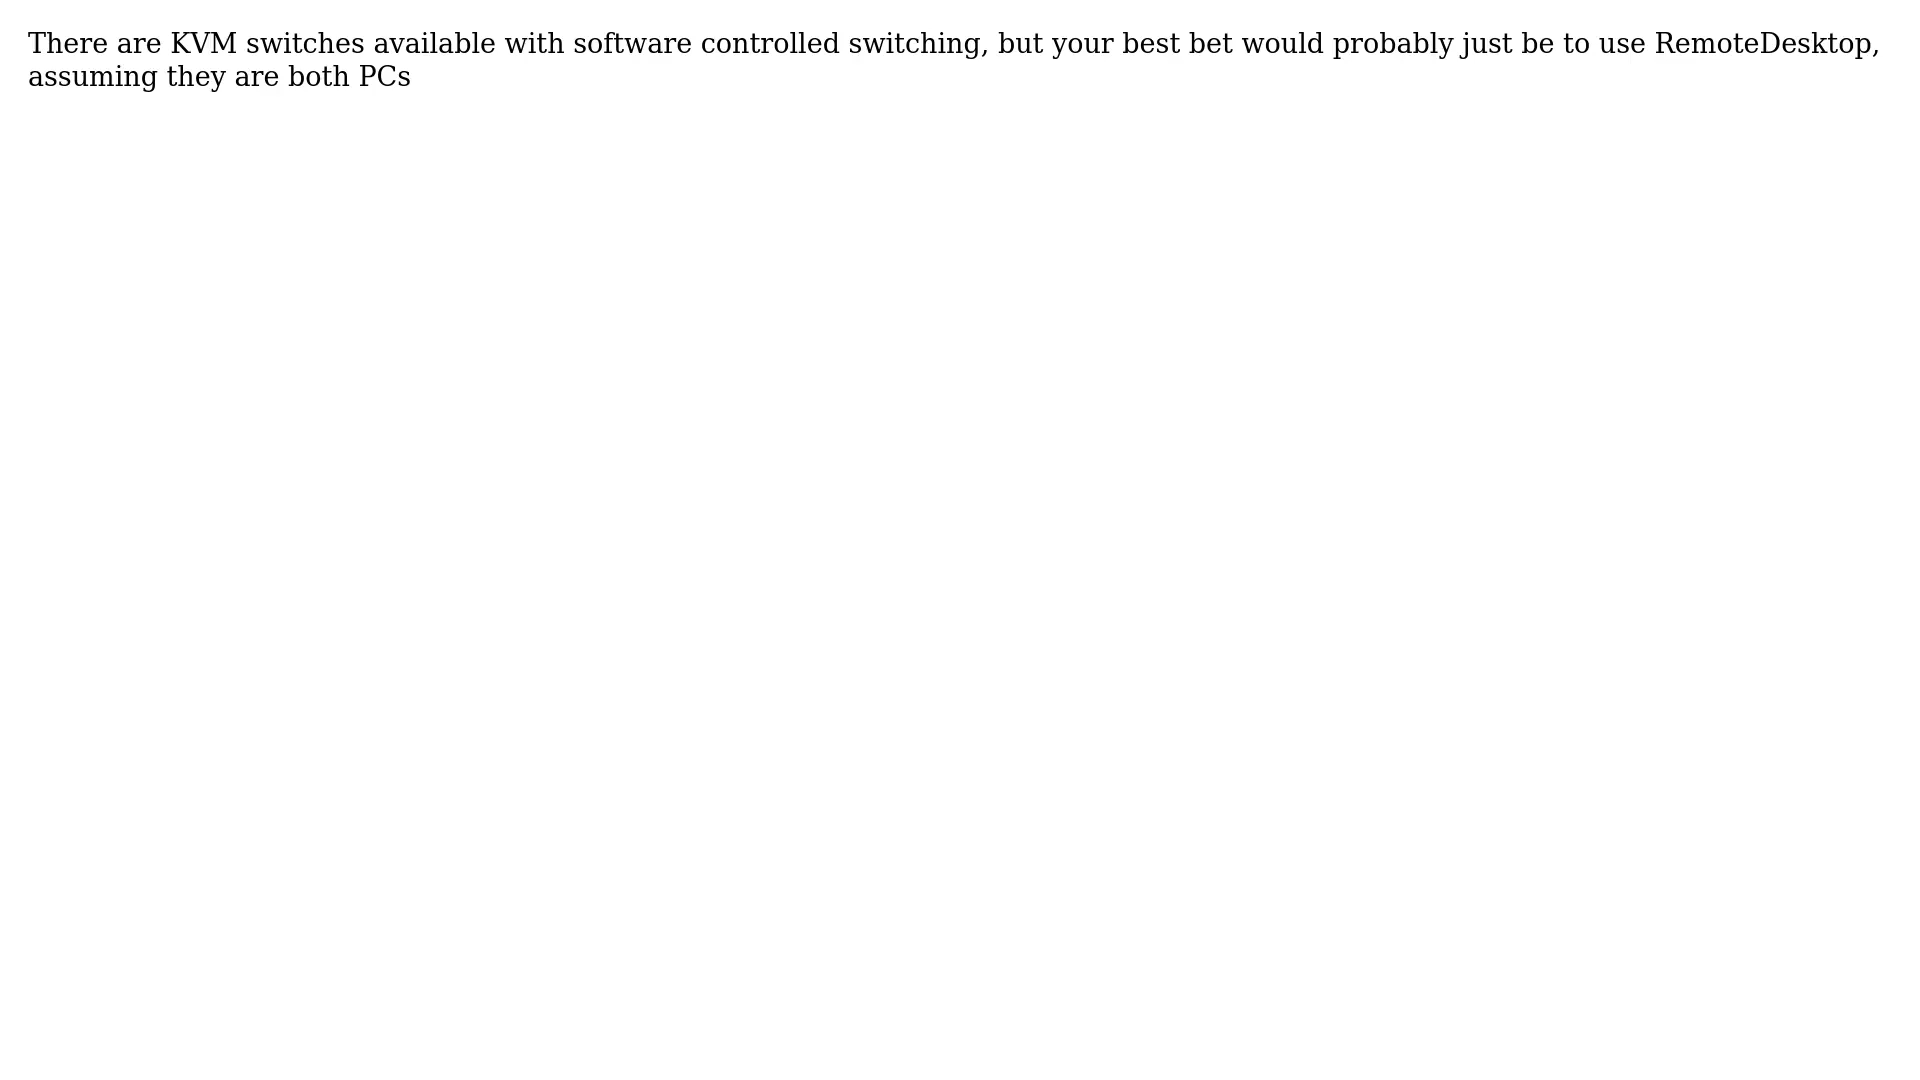 There are KVM switches available with software controlled switching, but your best bet would probably just be to use RemoteDesktop,
assuming they are both PCs